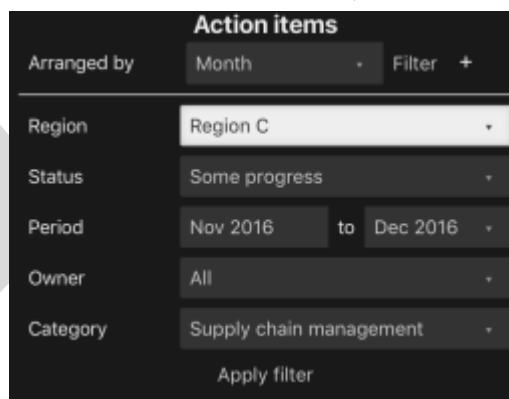 Action items
Arranged by Month Filter +
Region Region C
Status Some progress
Period Nov 2016 to Dec 2016
Owner All
Category Supply chain management
Apply filter